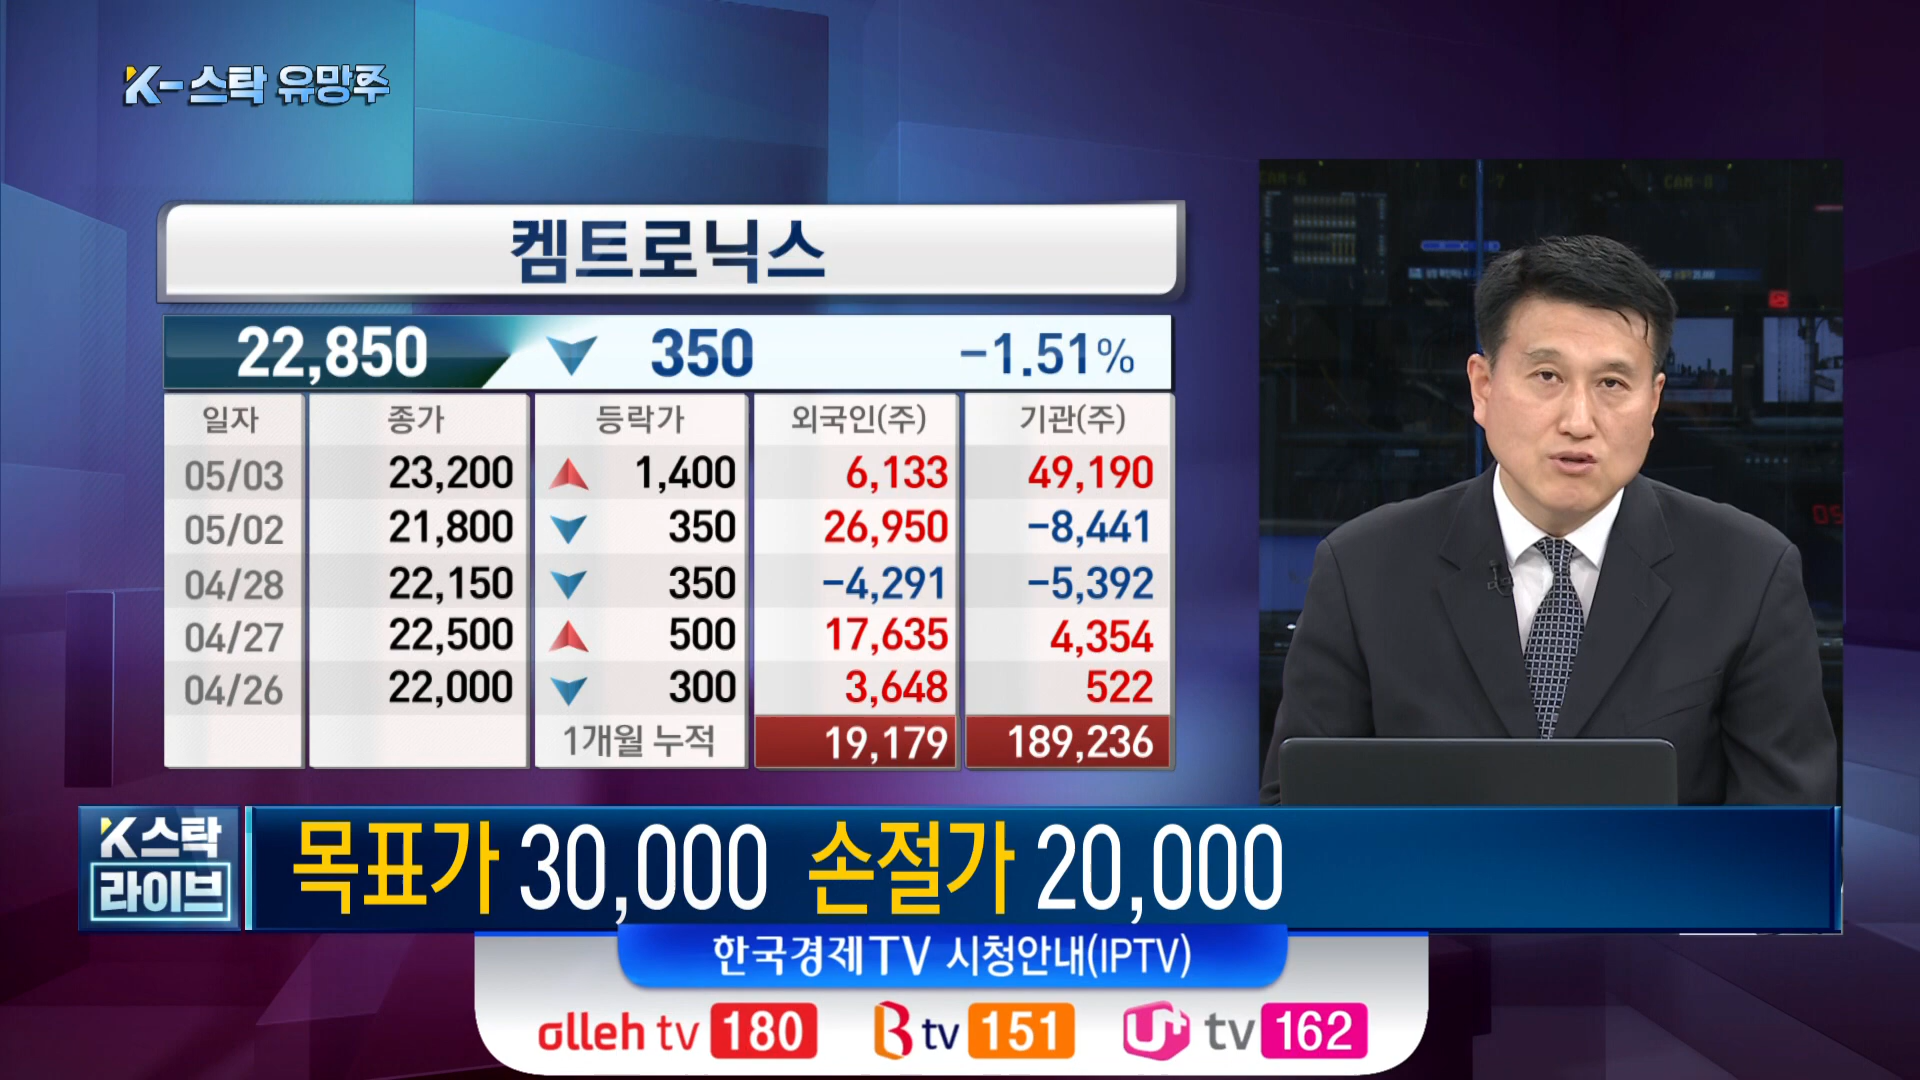 K-스탁 유망주
켐트로닉스
22,850 ▼ 350 -1.51%
일자 종가 등락가 외국인(주) 기관(주)
05/03 23,200 ▲ 1,400 6,133 49,190
05/02 21,800 ▼ 350 26,950 -8,441
04/28 22,150 ▼ 350 -4,291 -5,392
04/27 22,500 ▲ 500 17,635 4,354
04/26 22,000 ▼ 300 3,648 522
1개월 누적 19,179 189,236
K스탁
라이브
목표가 30,000 손절가 20,000
한국경제TV 시청안내(IPTV)
olleh tv 180 B tv 151 U+ tv 162